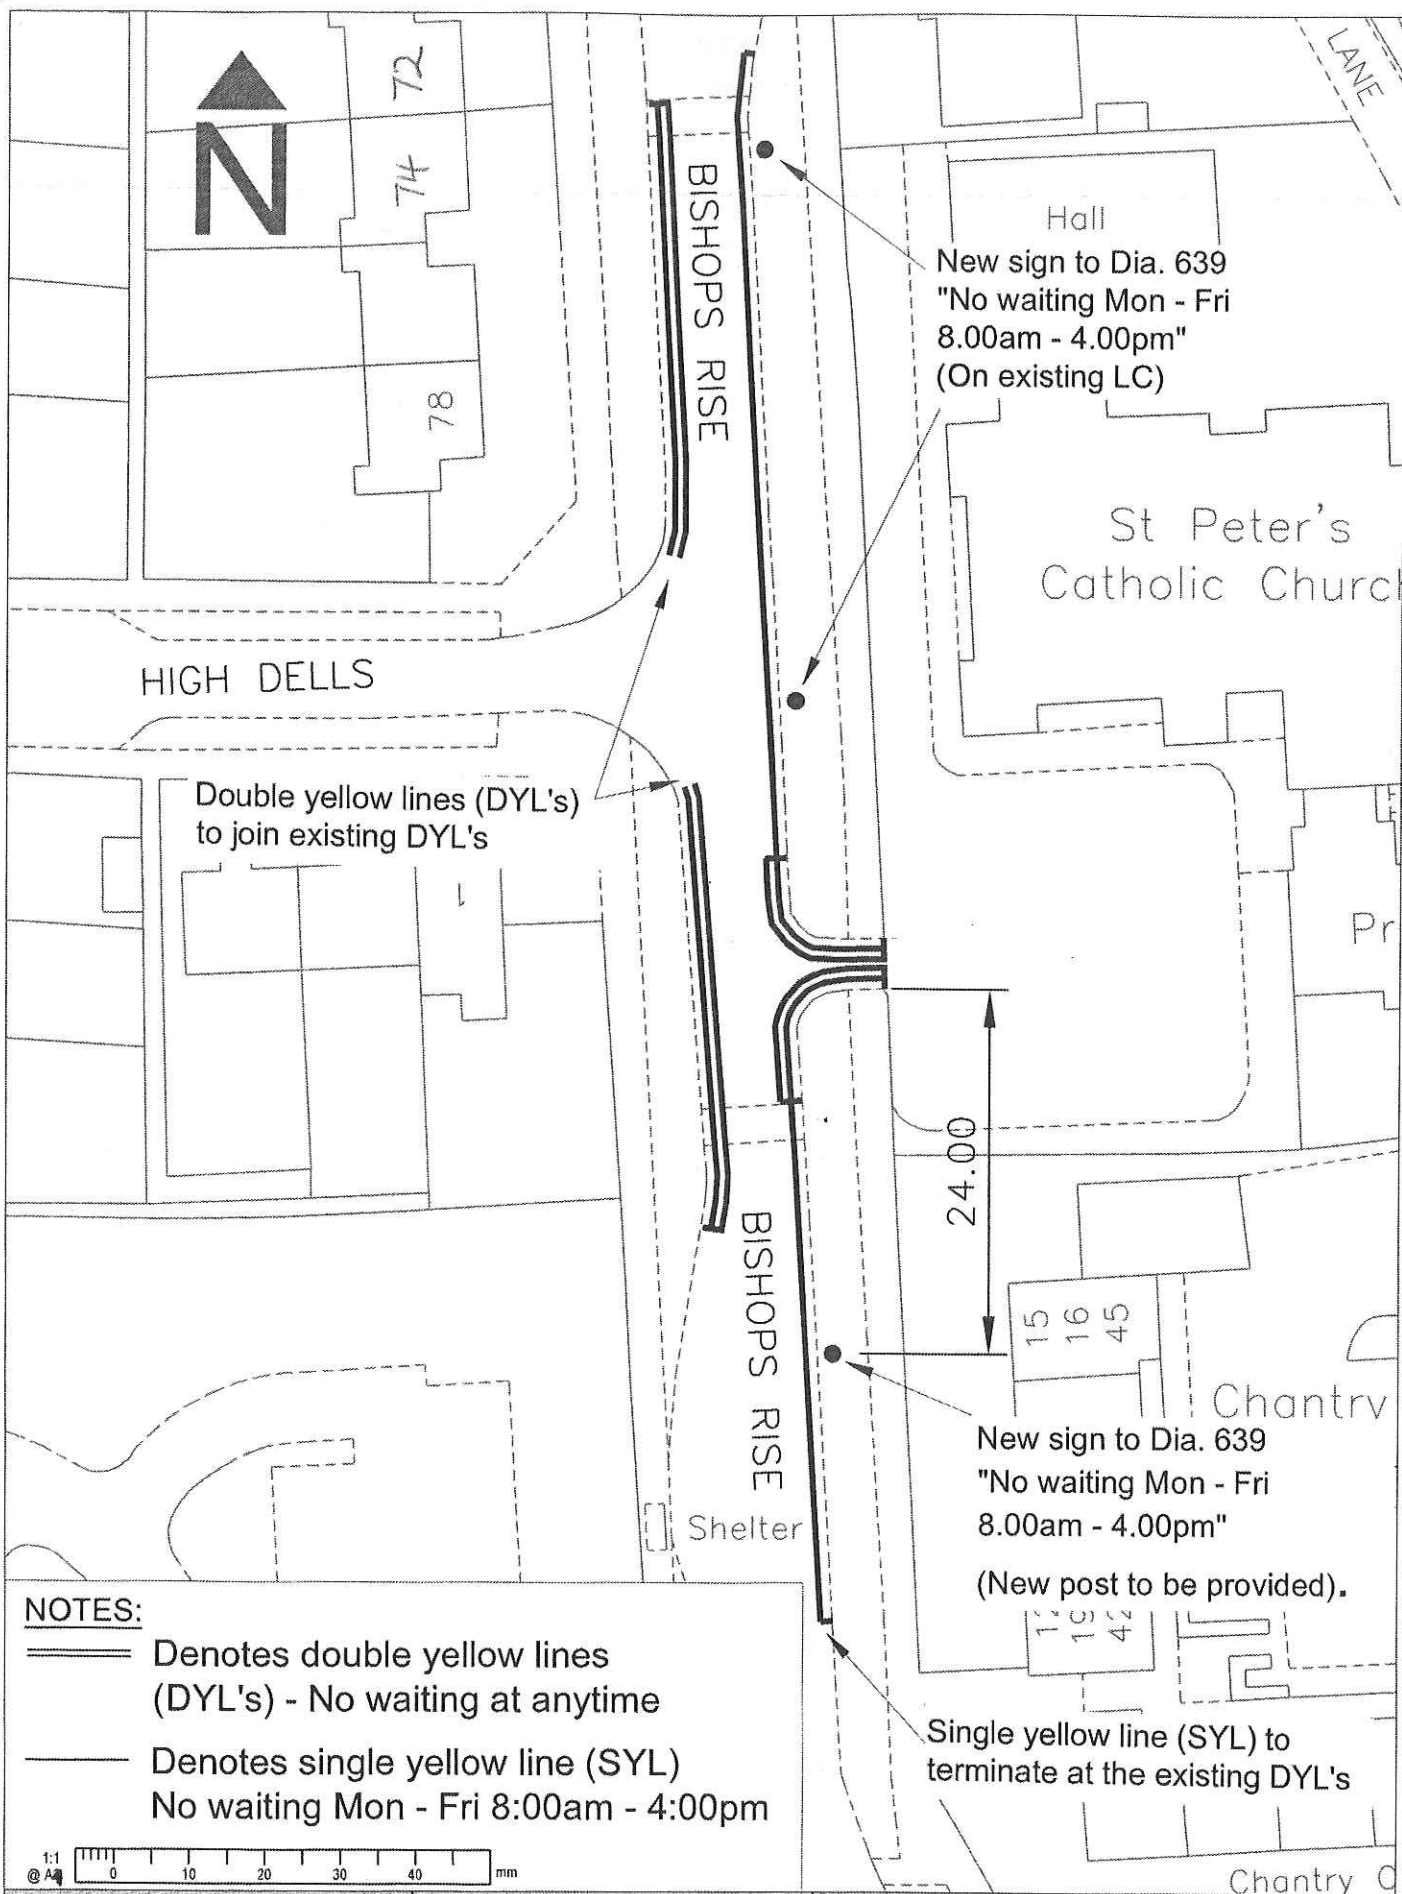 72
LANE
N
74
BISHOPS RISE
Hall
New sign to Dia. 639
"No waiting Mon - Fri
8.00am - 4.00pm"
(On existing LC)
78
St Peter's
Catholic Church
HIGH DELLS
Double yellow lines (DYL's)
to join existing DYL's
1
Pr
24.00
BISHOPS RISE
15
16
45
Chantry
New sign to Dia. 639
"No waiting Mon - Fri
8.00am - 4.00pm"
(New post to be provided).
Shelter
19
42
NOTES:
Denotes double yellow lines
(DYL's) - No waiting at anytime
Denotes single yellow line (SYL)
No waiting Mon - Fri 8:00am - 4:00pm
Single yellow line (SYL) to
terminate at the existing DYL's
1:1
@ A4
0 10 20 30 40 mm
Chantry